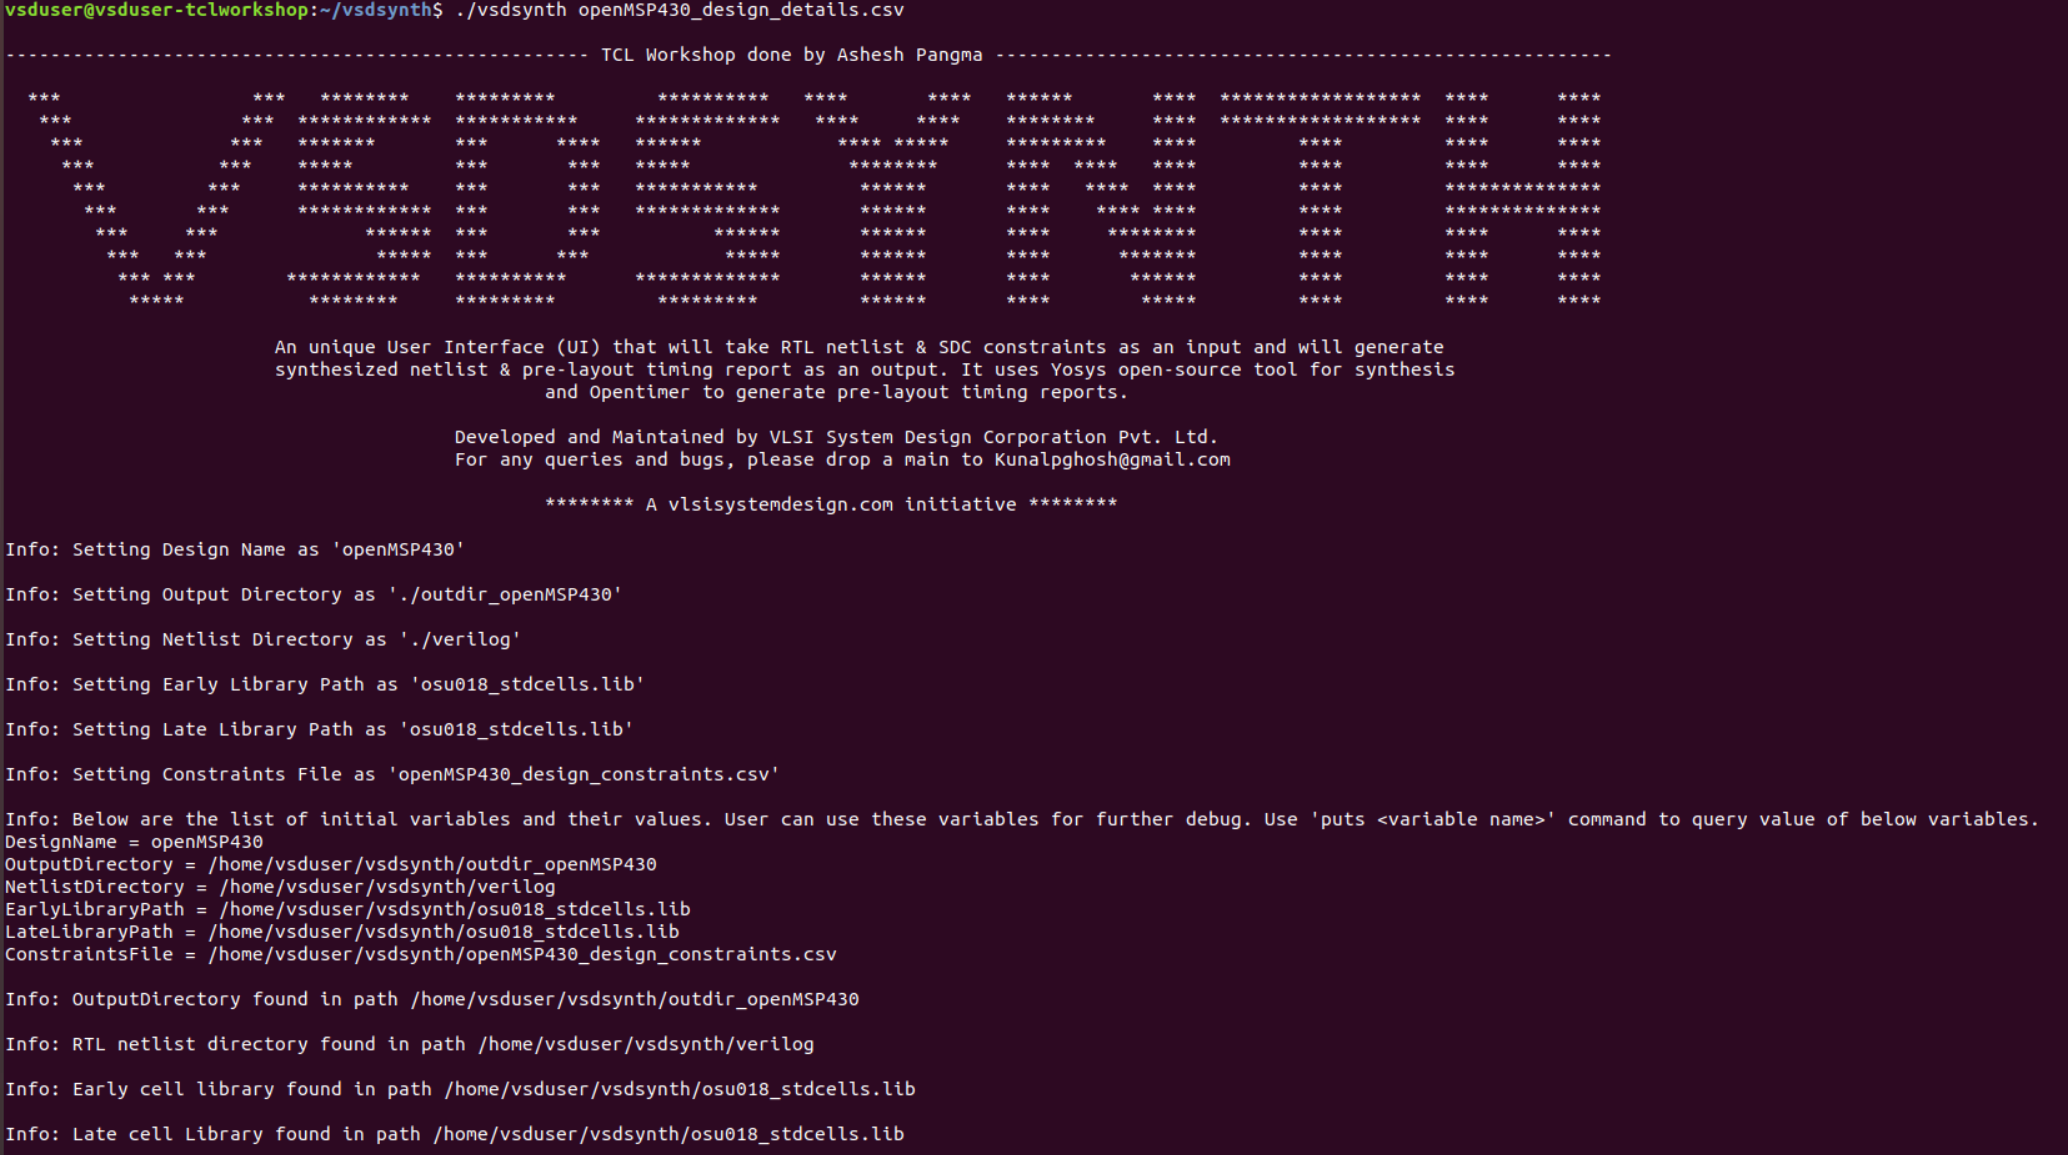 vsduser@vsduser-tclworkshop:~/vsdsynth$ ./vsdsynth openMSP430_design_details.csv
---------------------------------------------------- TCL Workshop done by Ashesh Pangma -------------------------------------------------------
VSDSYNTH
An unique User Interface (UI) that will take RTL netlist & SDC constraints as an input and will generate
synthesized netlist & pre-layout timing report as an output. It uses Yosys open-source tool for synthesis
and Opentimer to generate pre-layout timing reports.
Developed and Maintained by VLSI System Design Corporation Pvt. Ltd.
For any queries and bugs, please drop a main to Kunalpghosh@gmail.com
******** A vlsisystemdesign.com initiative ********
Info: Setting Design Name as 'openMSP430'
Info: Setting Output Directory as './outdir_openMSP430'
Info: Setting Netlist Directory as './verilog'
Info: Setting Early Library Path as 'osu018_stdcells.lib'
Info: Setting Late Library Path as 'osu018_stdcells.lib'
Info: Setting Constraints File as 'openMSP430_design_constraints.csv'
Info: Below are the list of initial variables and their values. User can use these variables for further debug. Use 'puts <variable name>' command to query value of below variables.
DesignName = openMSP430
OutputDirectory = /home/vsduser/vsdsynth/outdir_openMSP430
NetlistDirectory = /home/vsduser/vsdsynth/verilog
EarlyLibraryPath = /home/vsduser/vsdsynth/osu018_stdcells.lib
LateLibraryPath = /home/vsduser/vsdsynth/osu018_stdcells.lib
ConstraintsFile = /home/vsduser/vsdsynth/openMSP430_design_constraints.csv
Info: OutputDirectory found in path /home/vsduser/vsdsynth/outdir_openMSP430
Info: RTL netlist directory found in path /home/vsduser/vsdsynth/verilog
Info: Early cell library found in path /home/vsduser/vsdsynth/osu018_stdcells.lib
Info: Late cell Library found in path /home/vsduser/vsdsynth/osu018_stdcells.lib